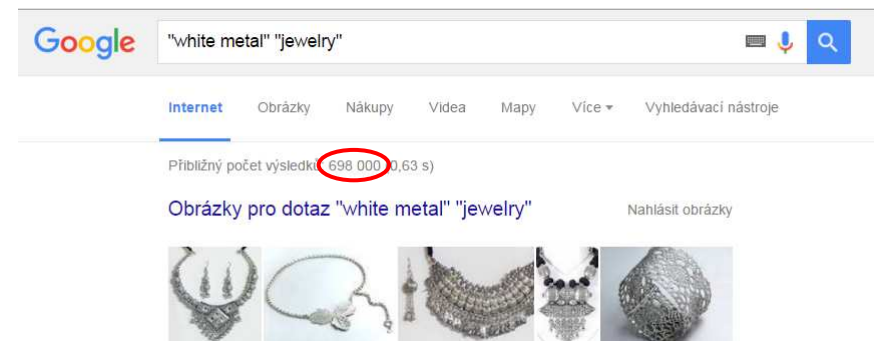 Google "white metal" "jewelry"
Internet Obrázky Nákupy Videa Mapy Více Vyhledávací nástroje
Přibližný počet výsledků 698 000 0,63 s)
Obrázky pro dotaz "white metal" "jewelry" Nahlásit obrázky